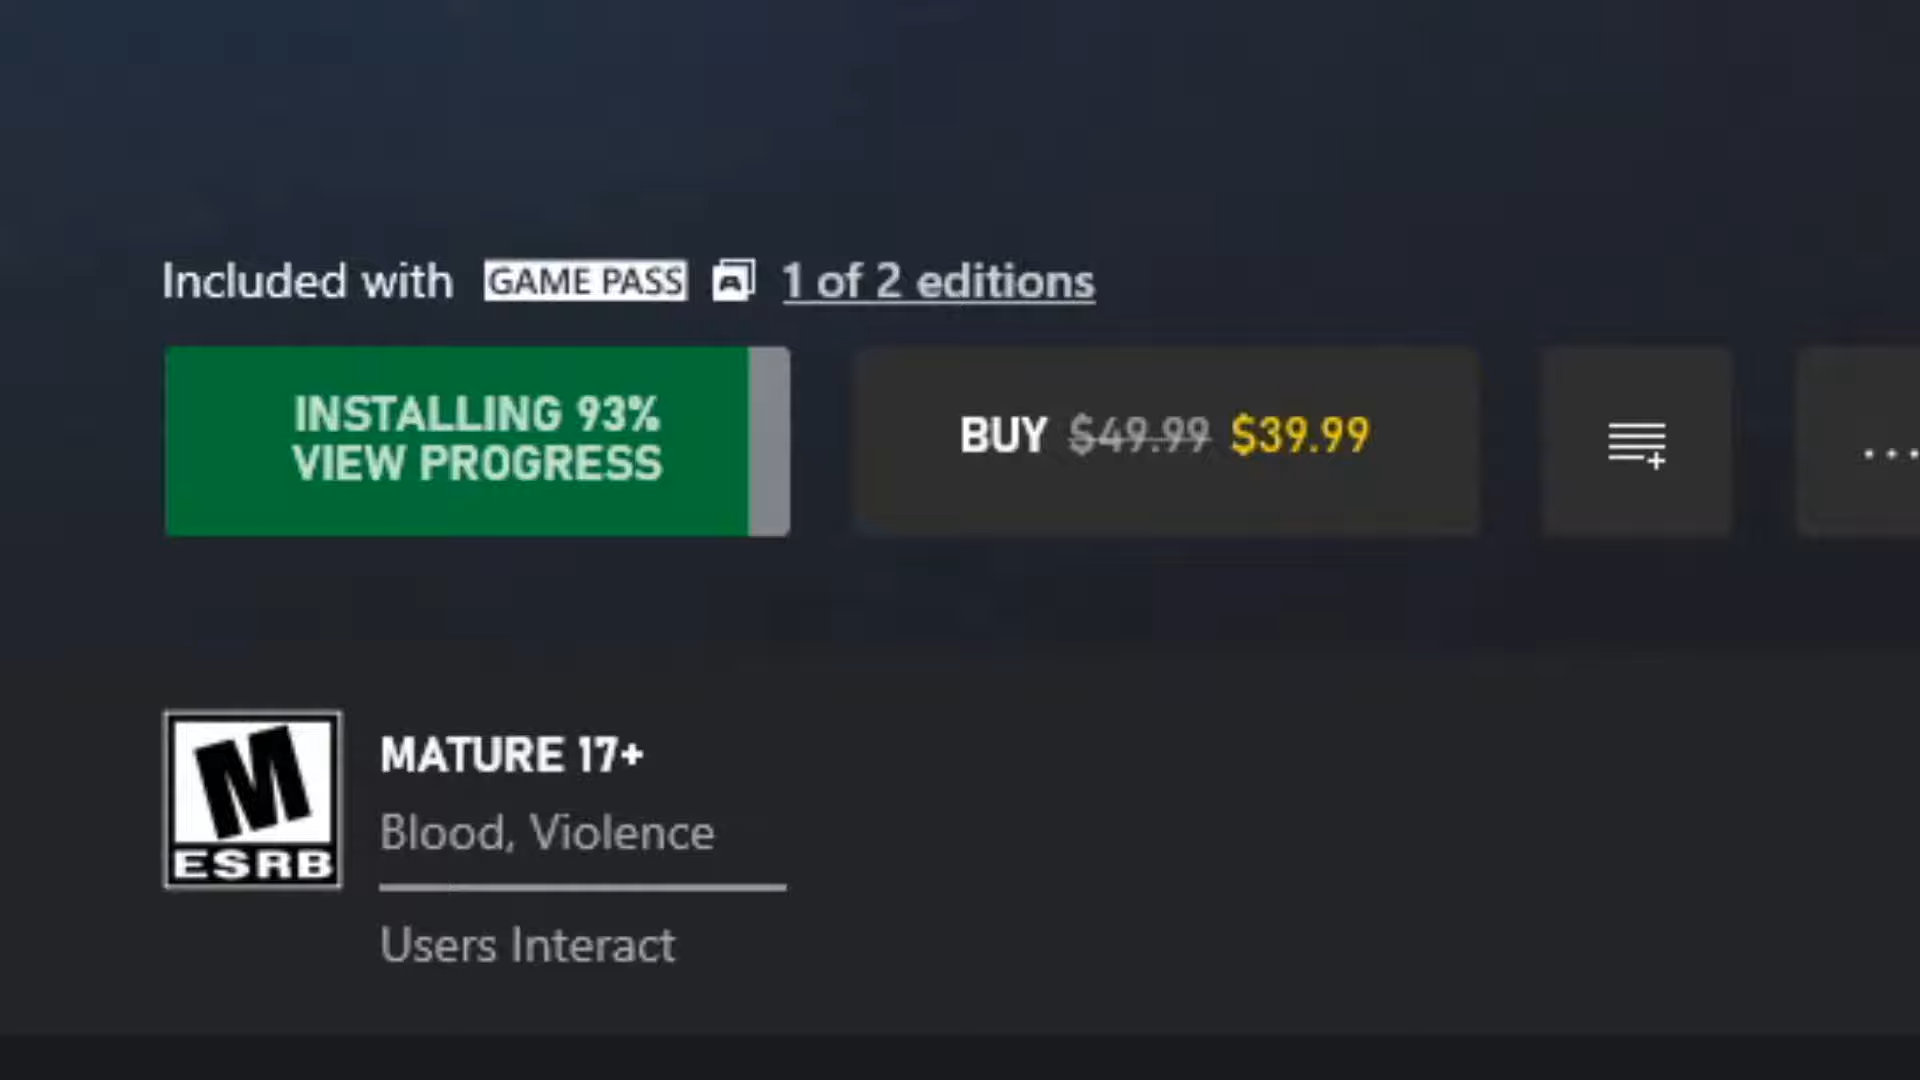 Included with GAME PASS 1 of 2 editions
INSTALLING 93%
VIEW PROGRESS
BUY $49.99 $39.99
...
M
ESRB
MATURE 17+
Blood, Violence
Users Interact